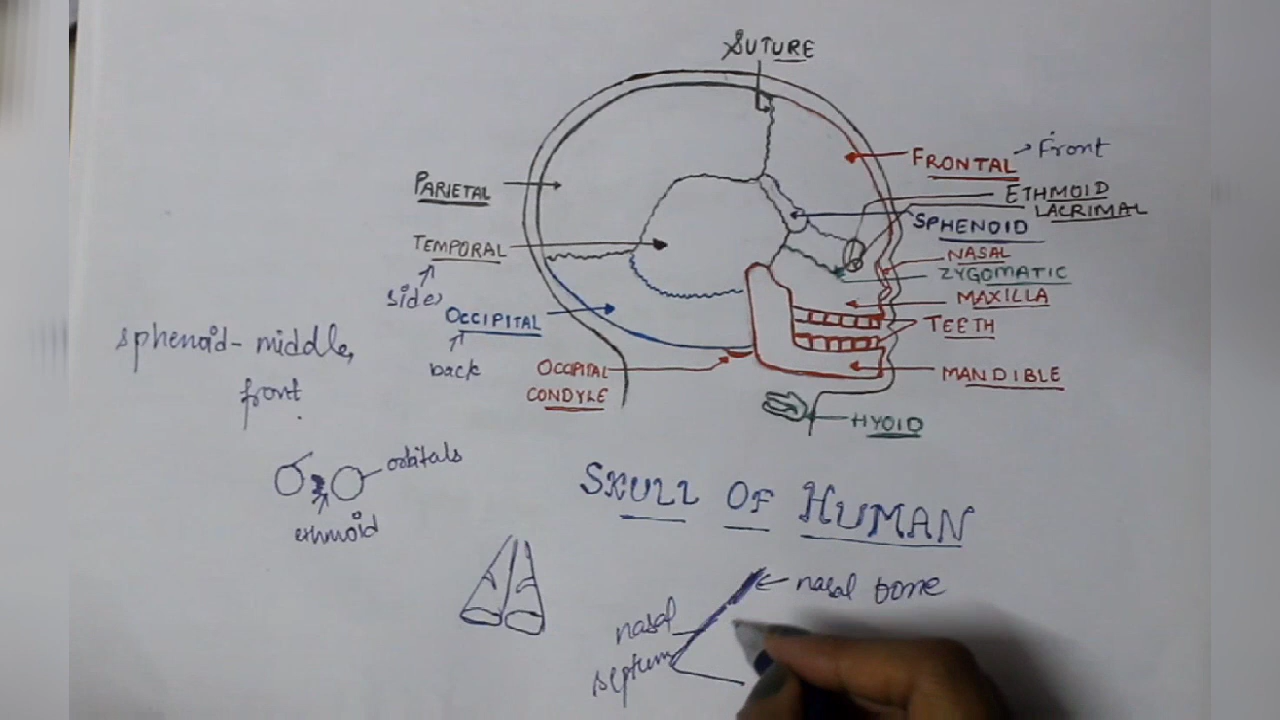 SUTURE
FRONTAL → Front
PARIETAL
ETHMOID
LACRIMAL
SPHENOID
TEMPORAL
NASAL
ZYGOMATIC
sides
MAXILLA
OCCIPITAL
TEETH
sphenoid - middle,
front
back
OCCIPITAL
CONDYLE
MANDIBLE
HYOID
orbitals
ethmoid
SKULL OF HUMAN
nasal bone
nasal
septum